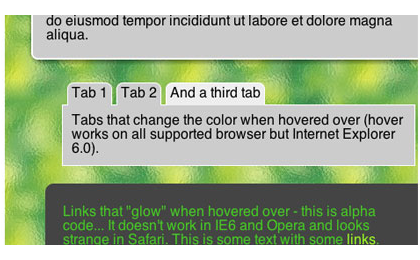 do eiusmod tempor incididunt ut labore et dolore magna
aliqua.
Tab 1 Tab 2 And a third tab
Tabs that change the color when hovered over (hover
works on all supported browser but Internet Explorer
6.0).
Links that "glow" when hovered over - this is alpha
code... It doesn't work in IE6 and Opera and looks
strange in Safari. This is some text with some links.